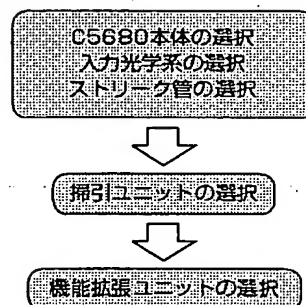 C5680本体の選択
入力光学系の選択
ストリーク管の選択
掃引ユニットの選択
機能拡張ユニットの選択